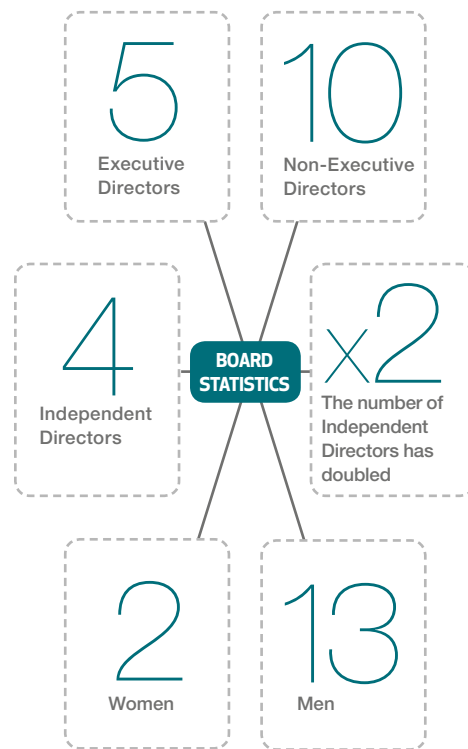 5
Executive
Directors
10
Non-Executive
Directors
4
Independent
Directors
BOARD
STATISTICS
x2
The number of
Independent
Directors has
doubled
2
Women
13
Men